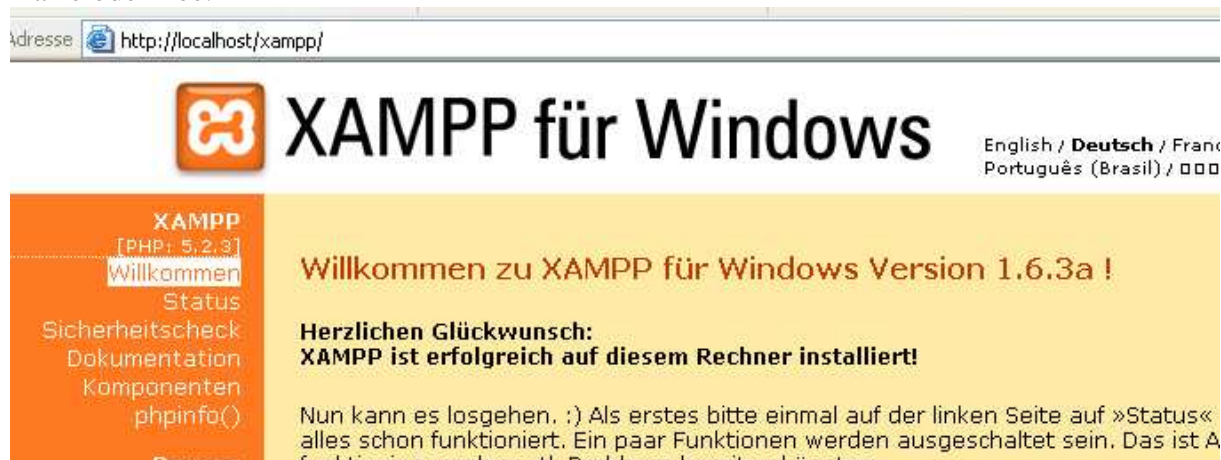 Adresse http://localhost/xampp/
XAMPP für Windows
English / Deutsch / Franc
Português (Brasil) /
XAMPP
[PHP: 5.2.3]
Willkommen
Status
Sicherheitscheck
Dokumentation
Komponenten
phpinfo()
Willkommen zu XAMPP für Windows Version 1.6.3a !
Herzlichen Glückwunsch:
XAMPP ist erfolgreich auf diesem Rechner installiert!
Nun kann es losgehen. :) Als erstes bitte einmal auf der linken Seite auf »Status«
alles schon funktioniert. Ein paar Funktionen werden ausgeschaltet sein. Das ist A